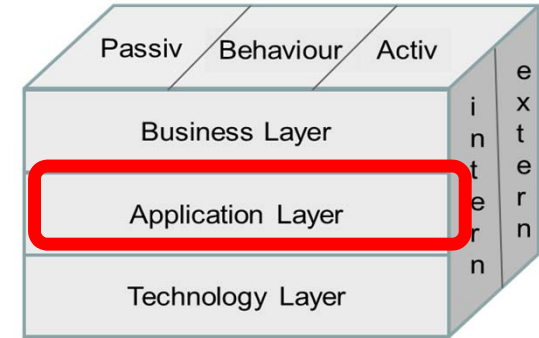 Passiv Behaviour Activ
Business Layer
Application Layer
Technology Layer
intern
extern